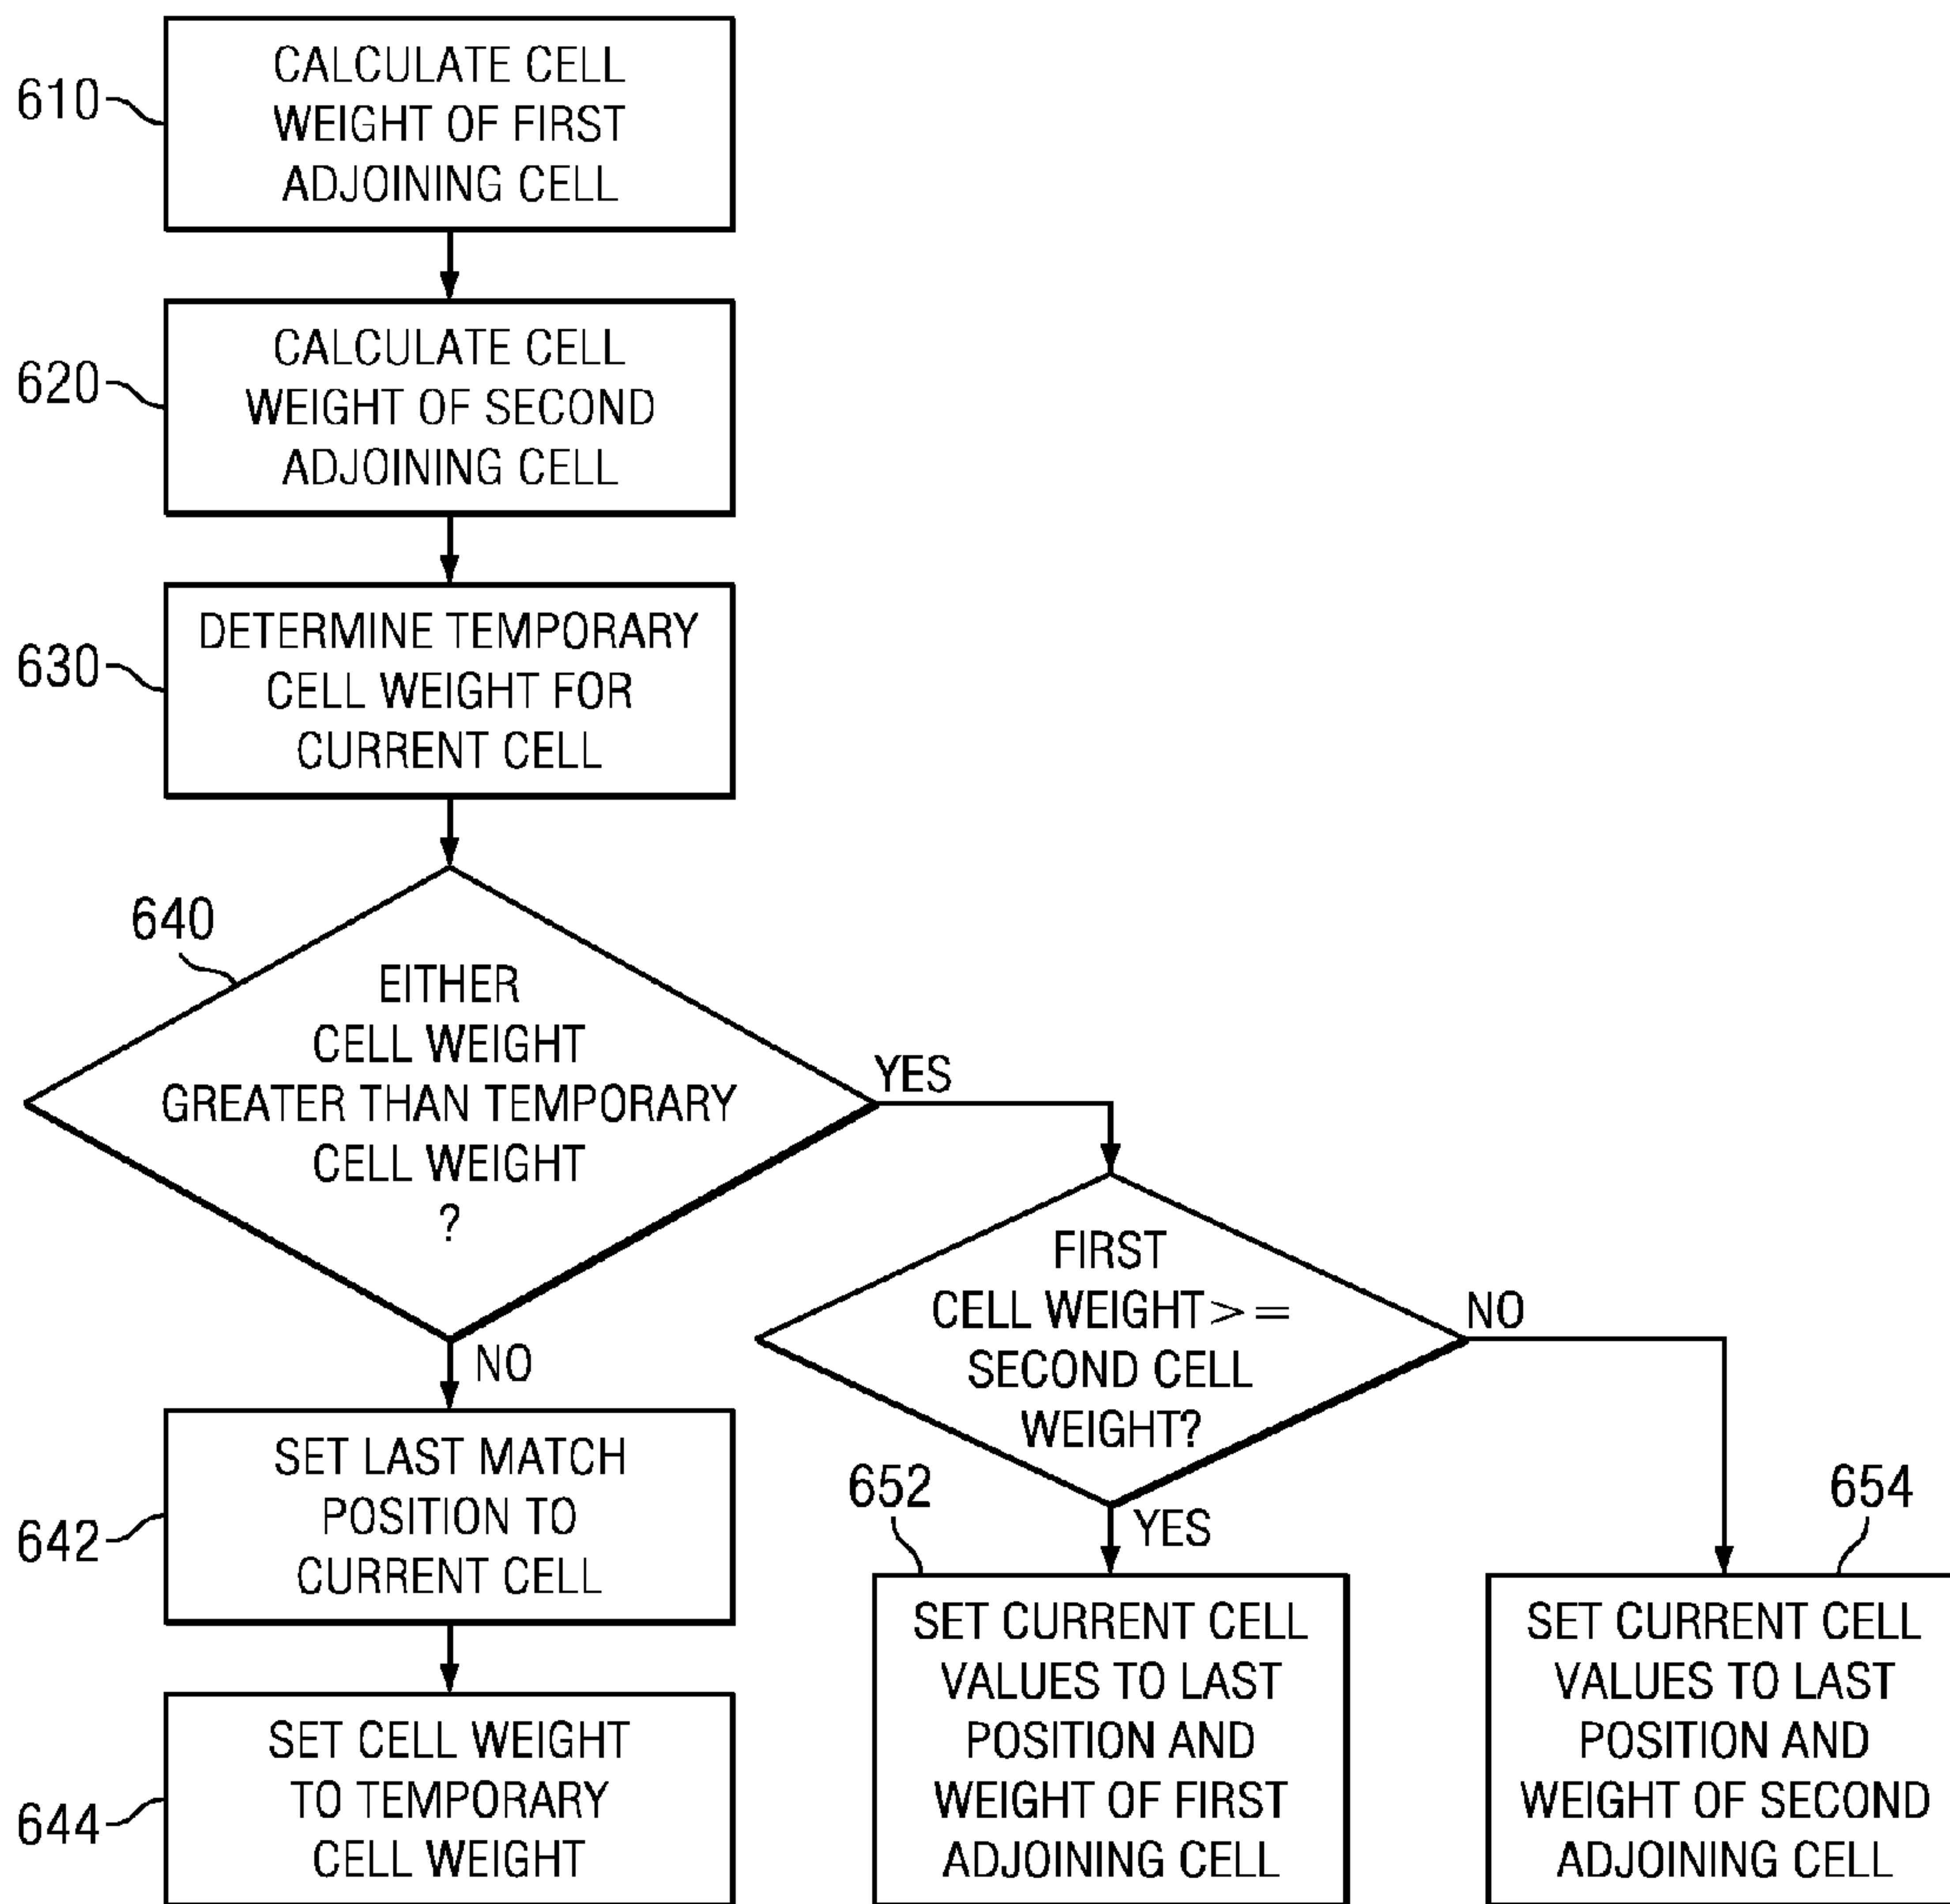 610
CALCULATE CELL
WEIGHT OF FIRST
ADJOINING CELL
620
CALCULATE CELL
WEIGHT OF SECOND
ADJOINING CELL
630
DETERMINE TEMPORARY
CELL WEIGHT FOR
CURRENT CELL
640
EITHER
CELL WEIGHT
GREATER THAN TEMPORARY
CELL WEIGHT
?
YES
NO
FIRST
CELL WEIGHT >=
SECOND CELL
WEIGHT?
NO
YES
642
SET LAST MATCH
POSITION TO
CURRENT CELL
644
SET CELL WEIGHT
TO TEMPORARY
CELL WEIGHT
652
SET CURRENT CELL
VALUES TO LAST
POSITION AND
WEIGHT OF FIRST
ADJOINING CELL
654
SET CURRENT CELL
VALUES TO LAST
POSITION AND
WEIGHT OF SECOND
ADJOINING CELL